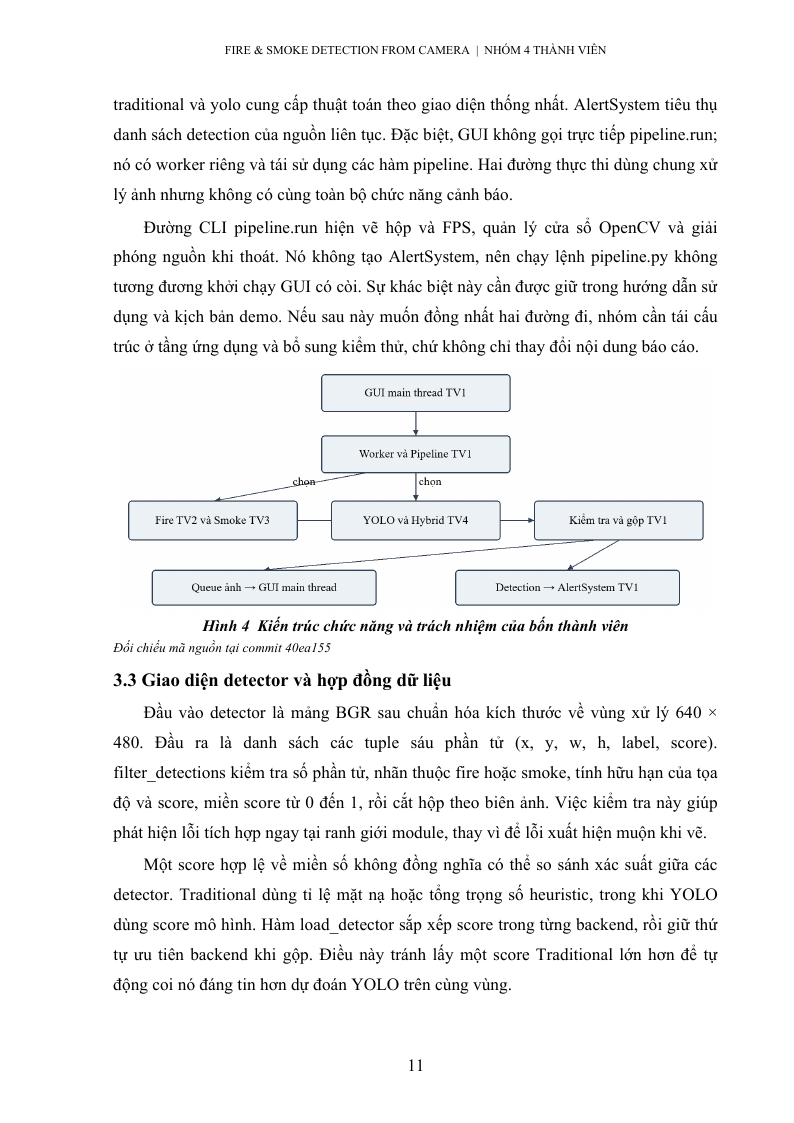 FIRE & SMOKE DETECTION FROM CAMERA | NHÓM 4 THÀNH VIÊN
traditional và yolo cung cấp thuật toán theo giao diện thống nhất. AlertSystem tiêu thụ
danh sách detection của nguồn liên tục. Đặc biệt, GUI không gọi trực tiếp pipeline.run;
nó có worker riêng và tái sử dụng các hàm pipeline. Hai đường thực thi dùng chung xử
lý ảnh nhưng không có cùng toàn bộ chức năng cảnh báo.
Đường CLI pipeline.run hiện vẽ hộp và FPS, quản lý cửa sổ OpenCV và giải
phóng nguồn khi thoát. Nó không tạo AlertSystem, nên chạy lệnh pipeline.py không
tương đương khởi chạy GUI có còi. Sự khác biệt này cần được giữ trong hướng dẫn sử
dụng và kịch bản demo. Nếu sau này muốn đồng nhất hai đường đi, nhóm cần tái cấu
trúc ở tầng ứng dụng và bổ sung kiểm thử, chứ không chỉ thay đổi nội dung báo cáo.
GUI main thread TV1
Worker và Pipeline TV1
chọn
chọn
Fire TV2 và Smoke TV3
YOLO và Hybrid TV4
Kiểm tra và gộp TV1
Queue ảnh → GUI main thread
Detection → AlertSystem TV1
Hình 4 Kiến trúc chức năng và trách nhiệm của bốn thành viên
Đối chiếu mã nguồn tại commit 40ea155
3.3 Giao diện detector và hợp đồng dữ liệu
Đầu vào detector là mảng BGR sau chuẩn hóa kích thước về vùng xử lý 640 ×
480. Đầu ra là danh sách các tuple sáu phần tử (x, y, w, h, label, score).
filter_detections kiểm tra số phần tử, nhãn thuộc fire hoặc smoke, tính hữu hạn của tọa
độ và score, miền score từ 0 đến 1, rồi cắt hộp theo biên ảnh. Việc kiểm tra này giúp
phát hiện lỗi tích hợp ngay tại ranh giới module, thay vì để lỗi xuất hiện muộn khi vẽ.
Một score hợp lệ về miền số không đồng nghĩa có thể so sánh xác suất giữa các
detector. Traditional dùng tỉ lệ mặt nạ hoặc tổng trọng số heuristic, trong khi YOLO
dùng score mô hình. Hàm load_detector sắp xếp score trong từng backend, rồi giữ thứ
tự ưu tiên backend khi gộp. Điều này tránh lấy một score Traditional lớn hơn để tự
động coi nó đáng tin hơn dự đoán YOLO trên cùng vùng.
11